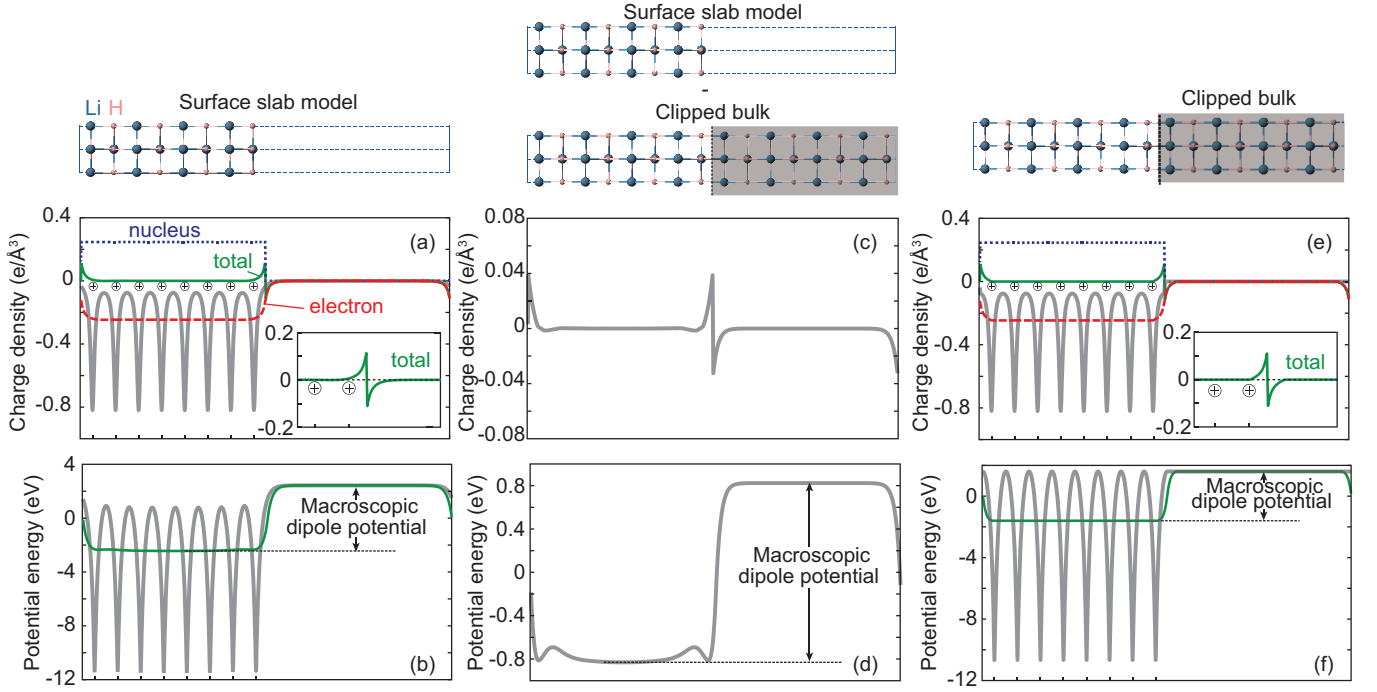 Surface slab model
-
Clipped bulk
Li H
Surface slab model
Clipped bulk
Charge density (e/Å³)
0.4
0
-0.4
-0.8
nucleus
total
electron
(a)
0.2
0
-0.2
total
Charge density (e/Å³)
0.08
0.04
0
-0.04
-0.08
(c)
Charge density (e/Å³)
0.4
0
-0.4
-0.8
(e)
0.2
0
-0.2
total
Potential energy (eV)
4
0
-4
-8
-12
Macroscopic
dipole potential
(b)
Potential energy (eV)
0.8
0.4
0
-0.4
-0.8
Macroscopic
dipole potential
(d)
Potential energy (eV)
0
-4
-8
-12
Macroscopic
dipole potential
(f)